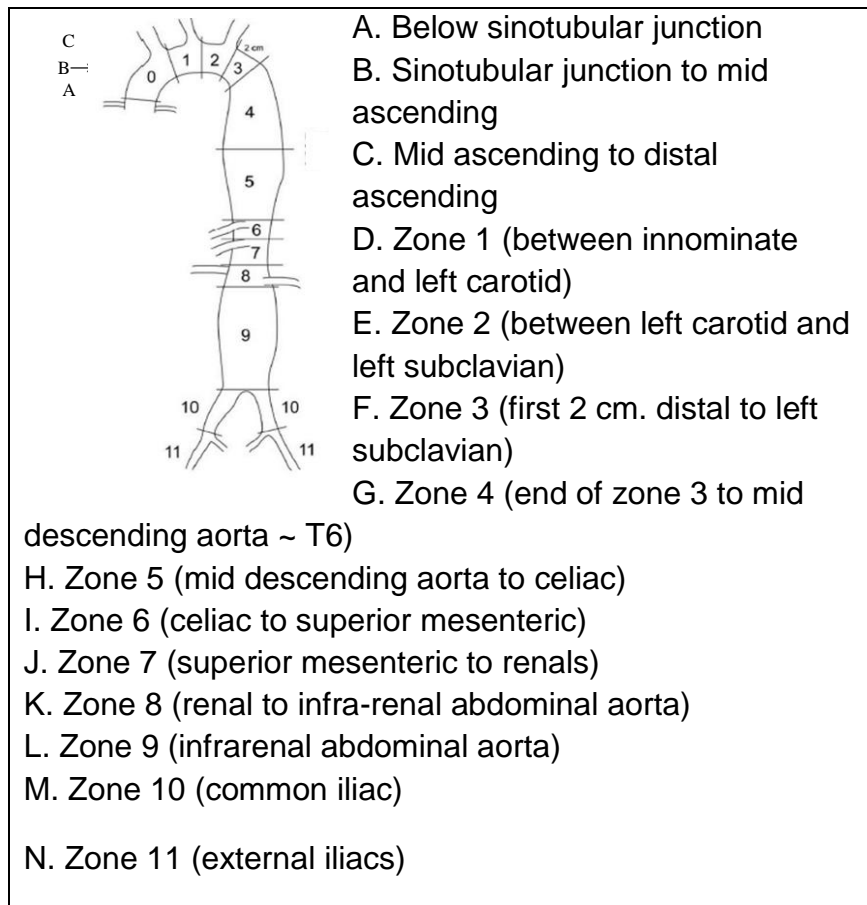 C
B
A
0
1
2
2 cm
3
4
5
6
7
8
9
10
10
11
11
A. Below sinotubular junction
B. Sinotubular junction to mid
ascending
C. Mid ascending to distal
ascending
D. Zone 1 (between innominate
and left carotid)
E. Zone 2 (between left carotid and
left subclavian)
F. Zone 3 (first 2 cm. distal to left
subclavian)
G. Zone 4 (end of zone 3 to mid
descending aorta ~ T6)
H. Zone 5 (mid descending aorta to celiac)
I. Zone 6 (celiac to superior mesenteric)
J. Zone 7 (superior mesenteric to renals)
K. Zone 8 (renal to infra-renal abdominal aorta)
L. Zone 9 (infrarenal abdominal aorta)
M. Zone 10 (common iliac)
N. Zone 11 (external iliacs)